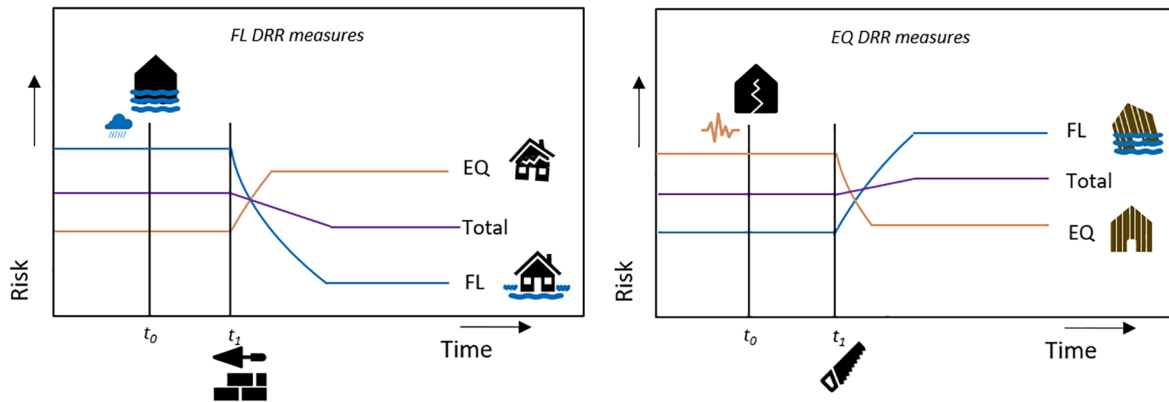 FL DRR measures
EQ
Total
FL
Risk
t0
t1
Time
EQ DRR measures
FL
Total
EQ
Risk
t0
t1
Time